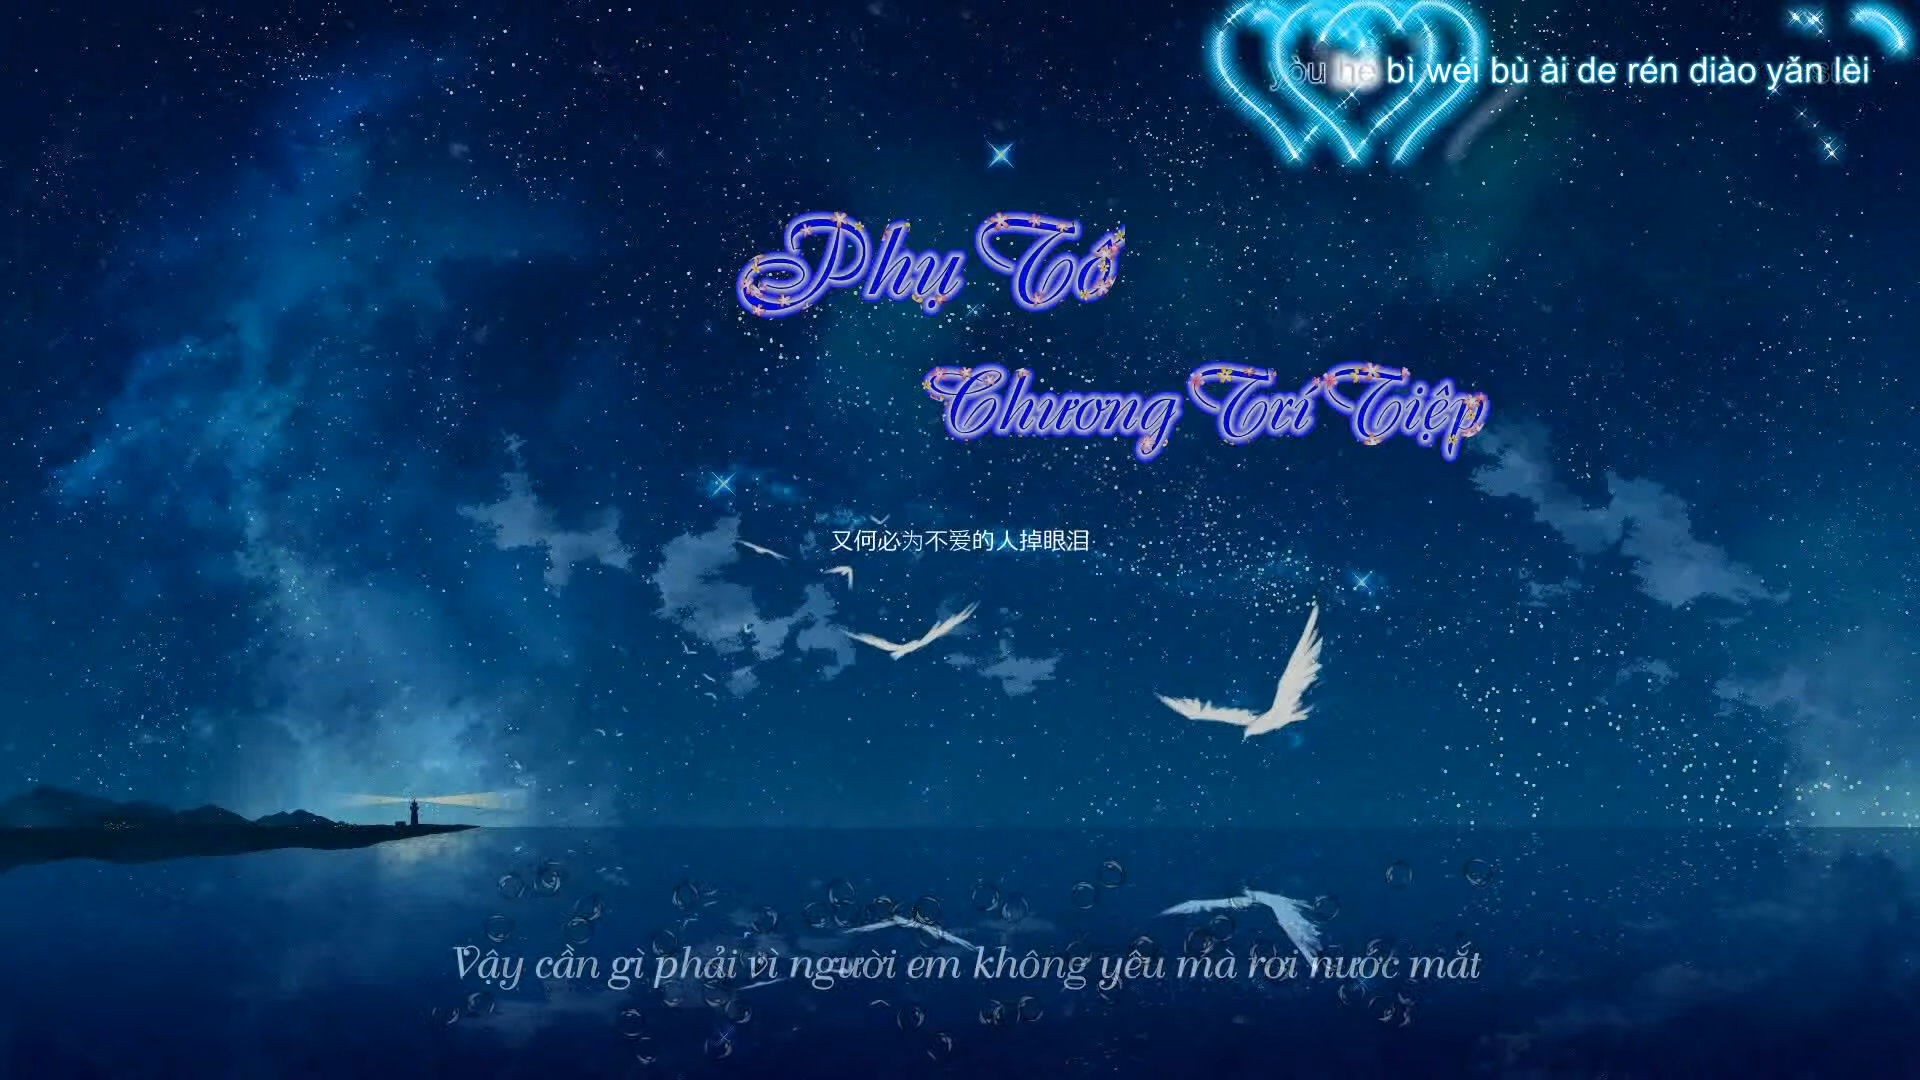 yòu hé bì wéi bù ài de rén diào yǎn lèi
Phụ Tố
Chương Trí Tiệp
又何必为不爱的人掉眼泪
Vậy cần gì phải vì người em không yêu mà rơi nước mắt